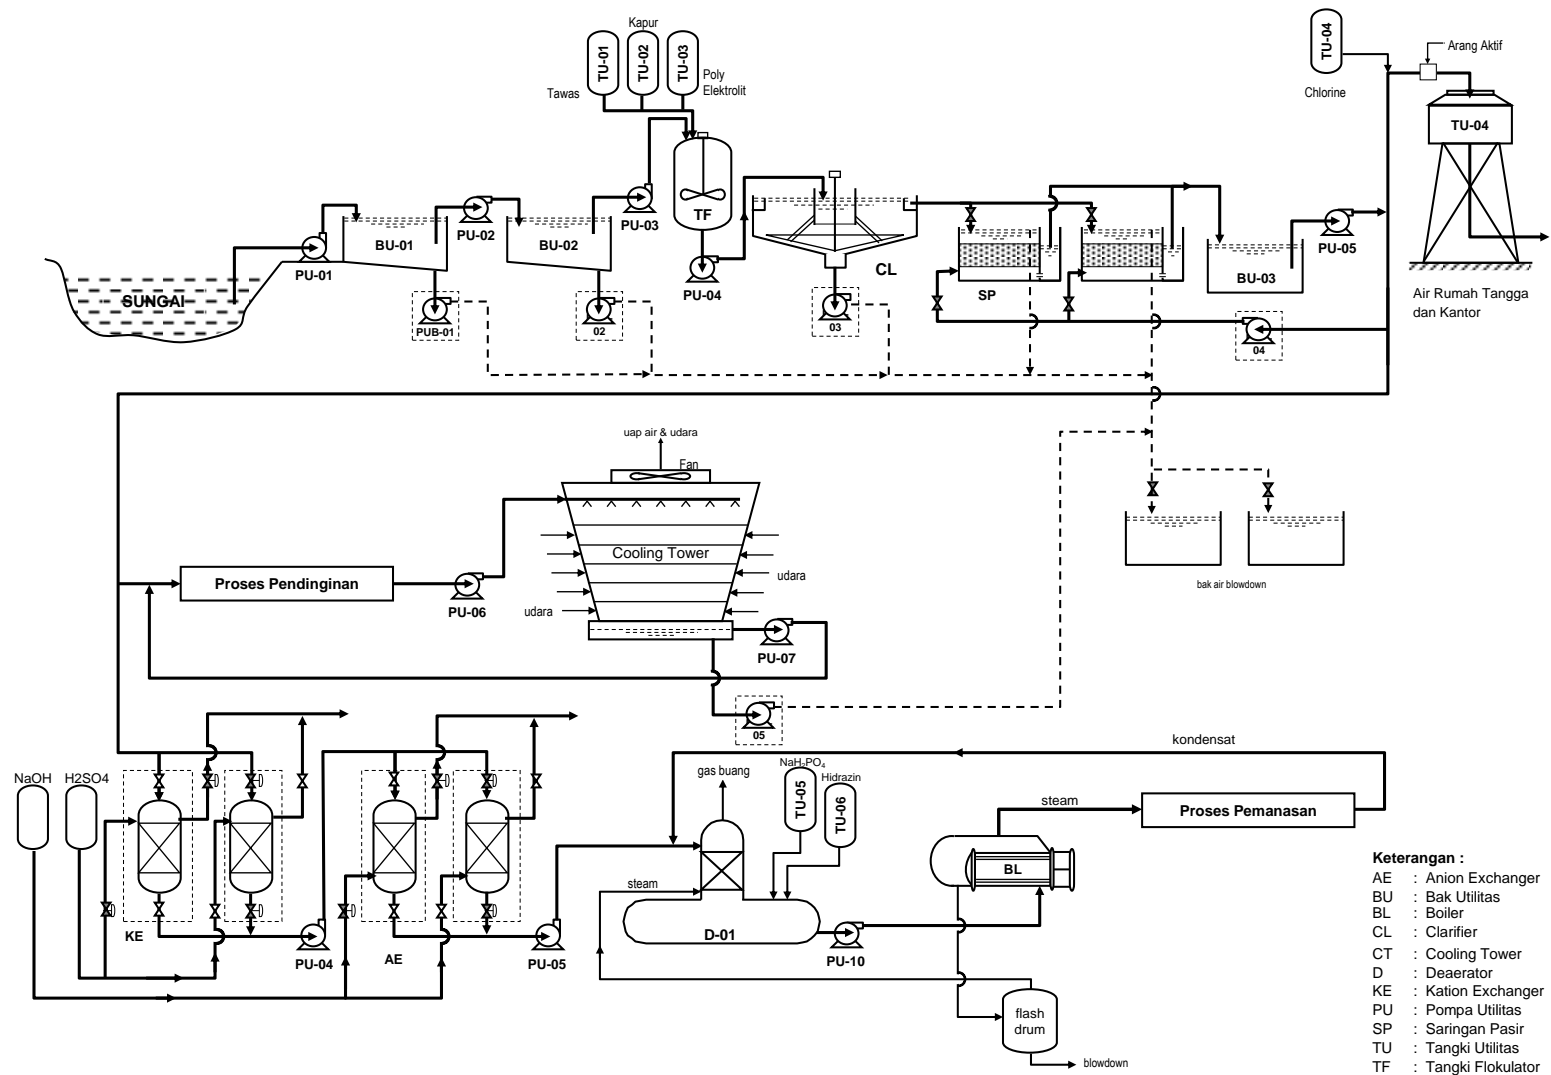 Kapur
TU-01
TU-02
TU-03
Tawas
Poly
Elektrolit
TU-04
Chlorine
Arang Aktif
TU-04
SUNGAI
PU-01
BU-01
PU-02
BU-02
PU-03
TF
PU-04
CL
SP
BU-03
PU-05
Air Rumah Tangga
dan Kantor
PUB-01
02
03
04
uap air & udara
Fan
Cooling Tower
udara
udara
Proses Pendinginan
PU-06
PU-07
05
bak air blowdown
NaOH
H2SO4
KE
PU-04
AE
PU-05
gas buang
steam
D-01
NaH₂PO₄
TU-05
Hidrazin
TU-06
PU-10
kondensat
steam
Proses Pemanasan
BL
flash
drum
blowdown
Keterangan :
AE : Anion Exchanger
BU : Bak Utilitas
BL : Boiler
CL : Clarifier
CT : Cooling Tower
D : Deaerator
KE : Kation Exchanger
PU : Pompa Utilitas
SP : Saringan Pasir
TU : Tangki Utilitas
TF : Tangki Flokulator